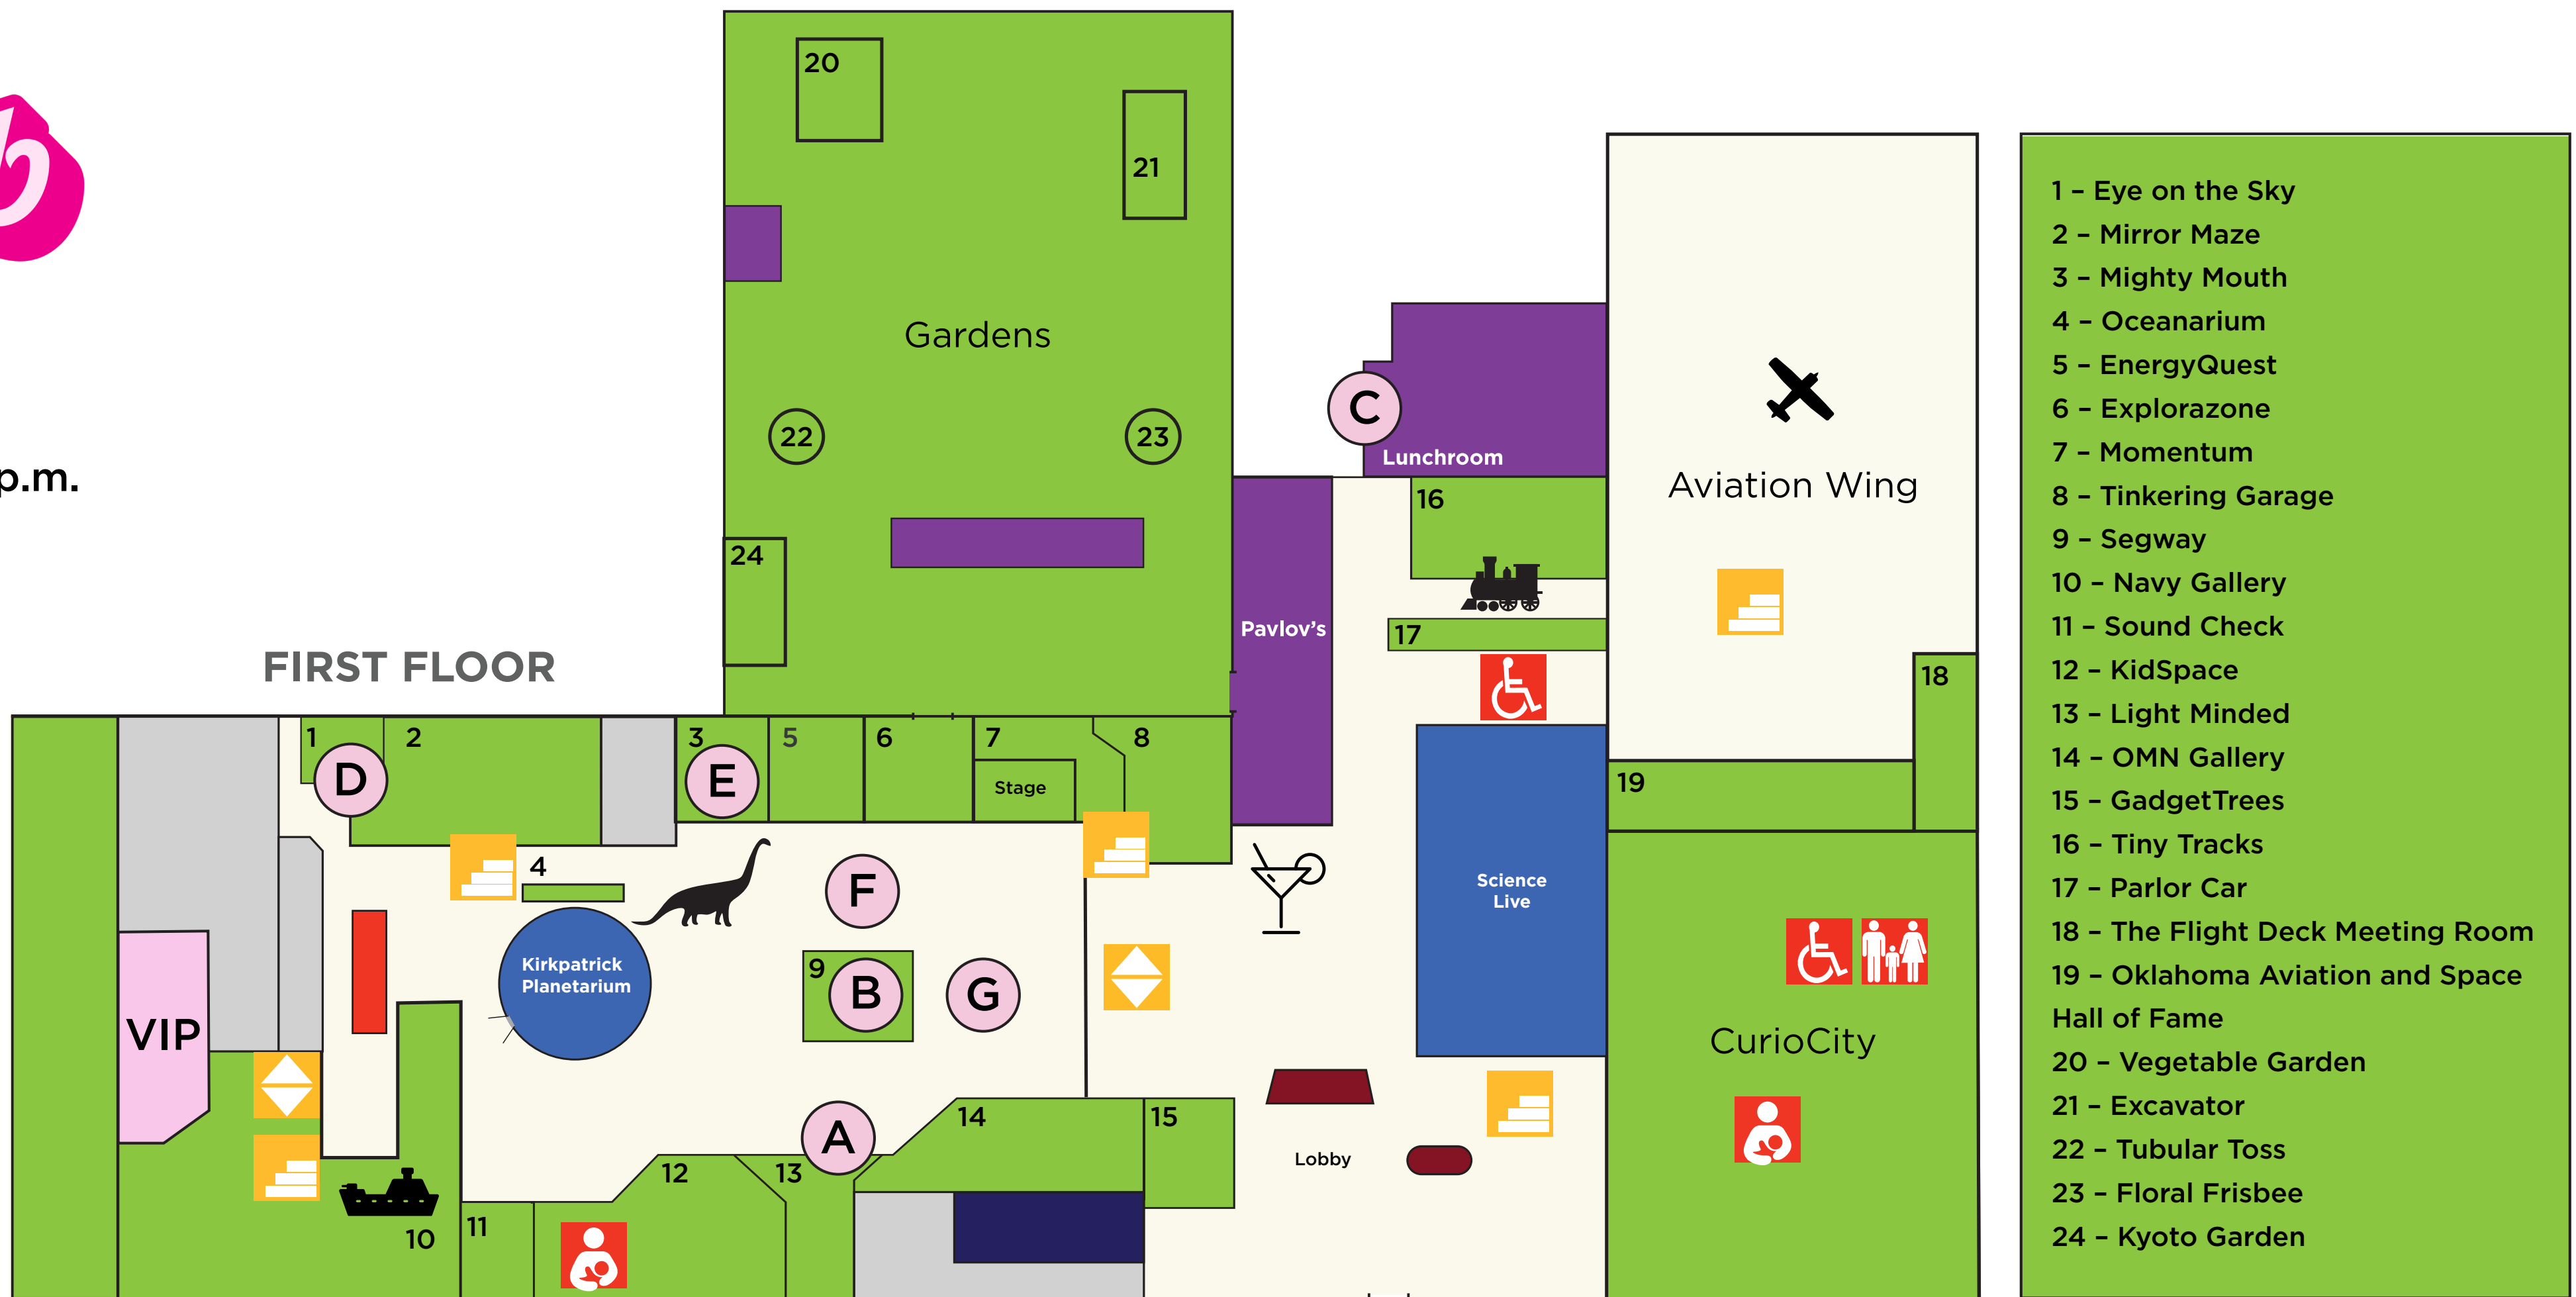 b
p.m.
FIRST FLOOR
20
21
Gardens
22
23
24
C
Lunchroom
16
Aviation Wing
Pavlov's
17
18
19
1
D
2
3
E
5
6
7
Stage
8
4
F
Kirkpatrick
Planetarium
9
B
G
Science
Live
VIP
CurioCity
A
14
15
Lobby
12
13
10
11
1 – Eye on the Sky
2 – Mirror Maze
3 – Mighty Mouth
4 – Oceanarium
5 – EnergyQuest
6 – Explorazone
7 – Momentum
8 – Tinkering Garage
9 – Segway
10 – Navy Gallery
11 – Sound Check
12 – KidSpace
13 – Light Minded
14 – OMN Gallery
15 – GadgetTrees
16 – Tiny Tracks
17 – Parlor Car
18 – The Flight Deck Meeting Room
19 – Oklahoma Aviation and Space
Hall of Fame
20 – Vegetable Garden
21 – Excavator
22 – Tubular Toss
23 – Floral Frisbee
24 – Kyoto Garden